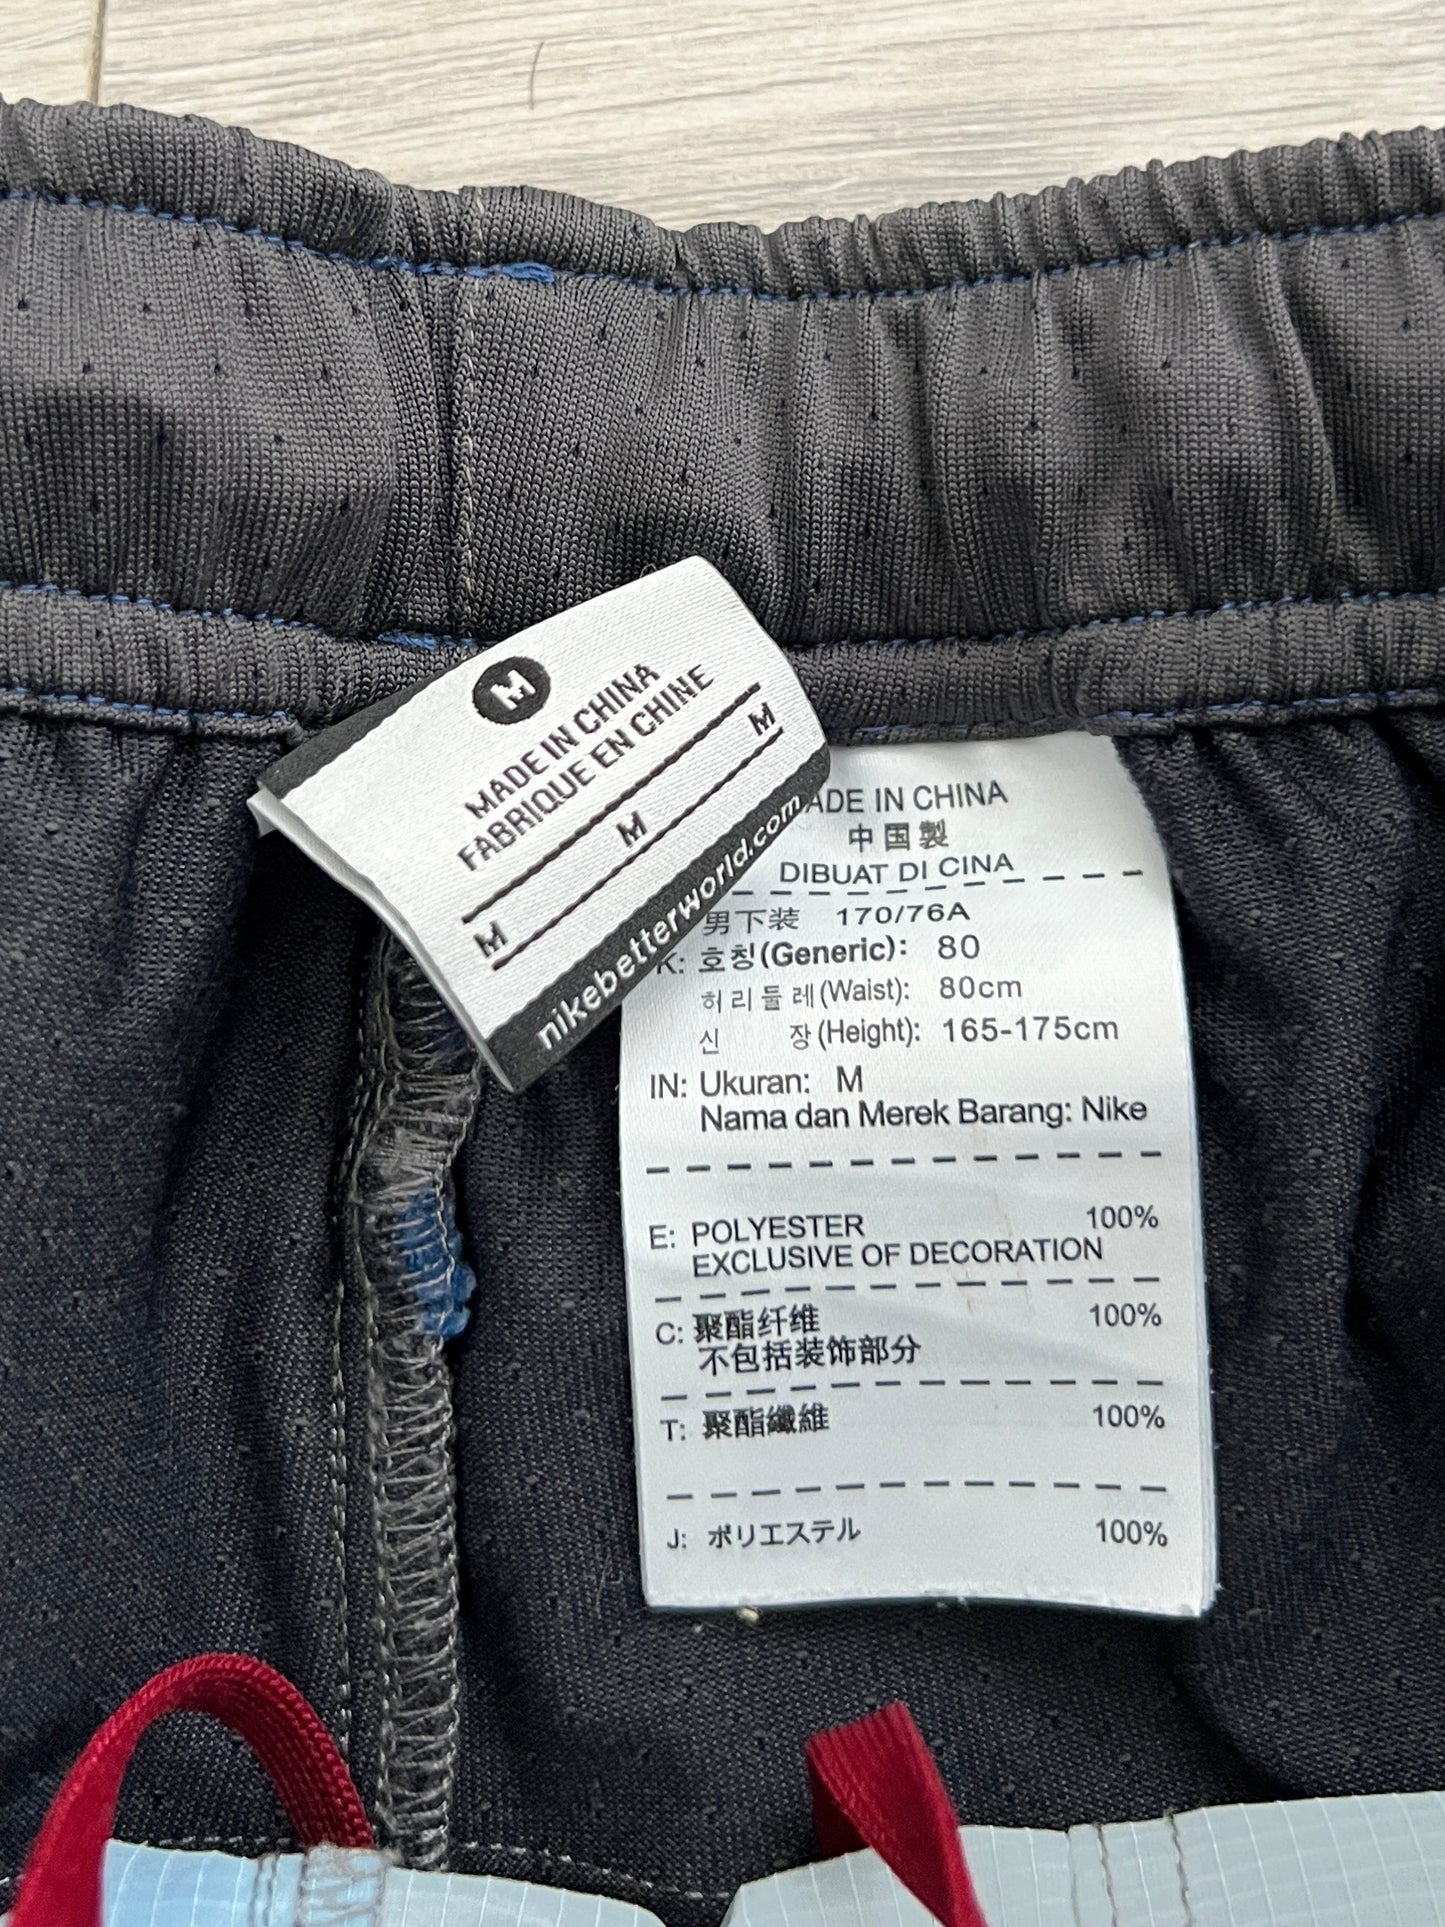 M
MADE IN CHINA
FABRIQUE EN CHINE
M
M
M
nikebetterworld.com
ADE IN CHINA
中国製
DIBUAT DI CINA
男下装 170/76A
K: 호칭(Generic): 80
허리둘레(Waist): 80cm
신 장(Height): 165-175cm
IN: Ukuran: M
Nama dan Merek Barang: Nike
E: POLYESTER 100%
EXCLUSIVE OF DECORATION
C: 聚酯纤维 100%
不包括装饰部分
T: 聚酯纖維 100%
J: ポリエステル 100%